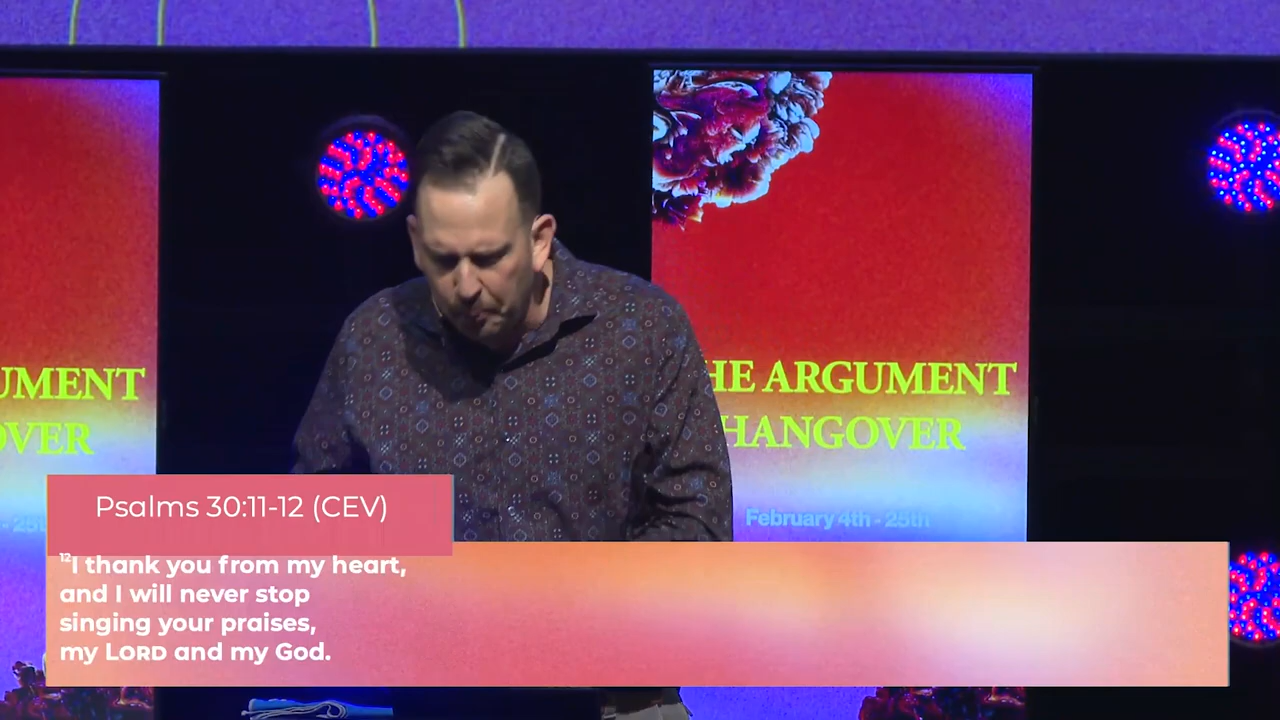 UMENT
OVER
HE ARGUMENT
HANGOVER
February 4th - 25th
Psalms 30:11-12 (CEV)
12I thank you from my heart,
and I will never stop
singing your praises,
my LORD and my God.